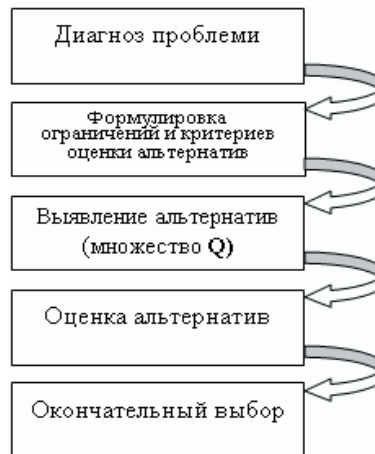 Диагноз проблеми
Формулировка
ограничений и критериев
оценки альтернатив
Выявление альтернатив
(множество Q)
Оценка альтернатив
Окончательный выбор